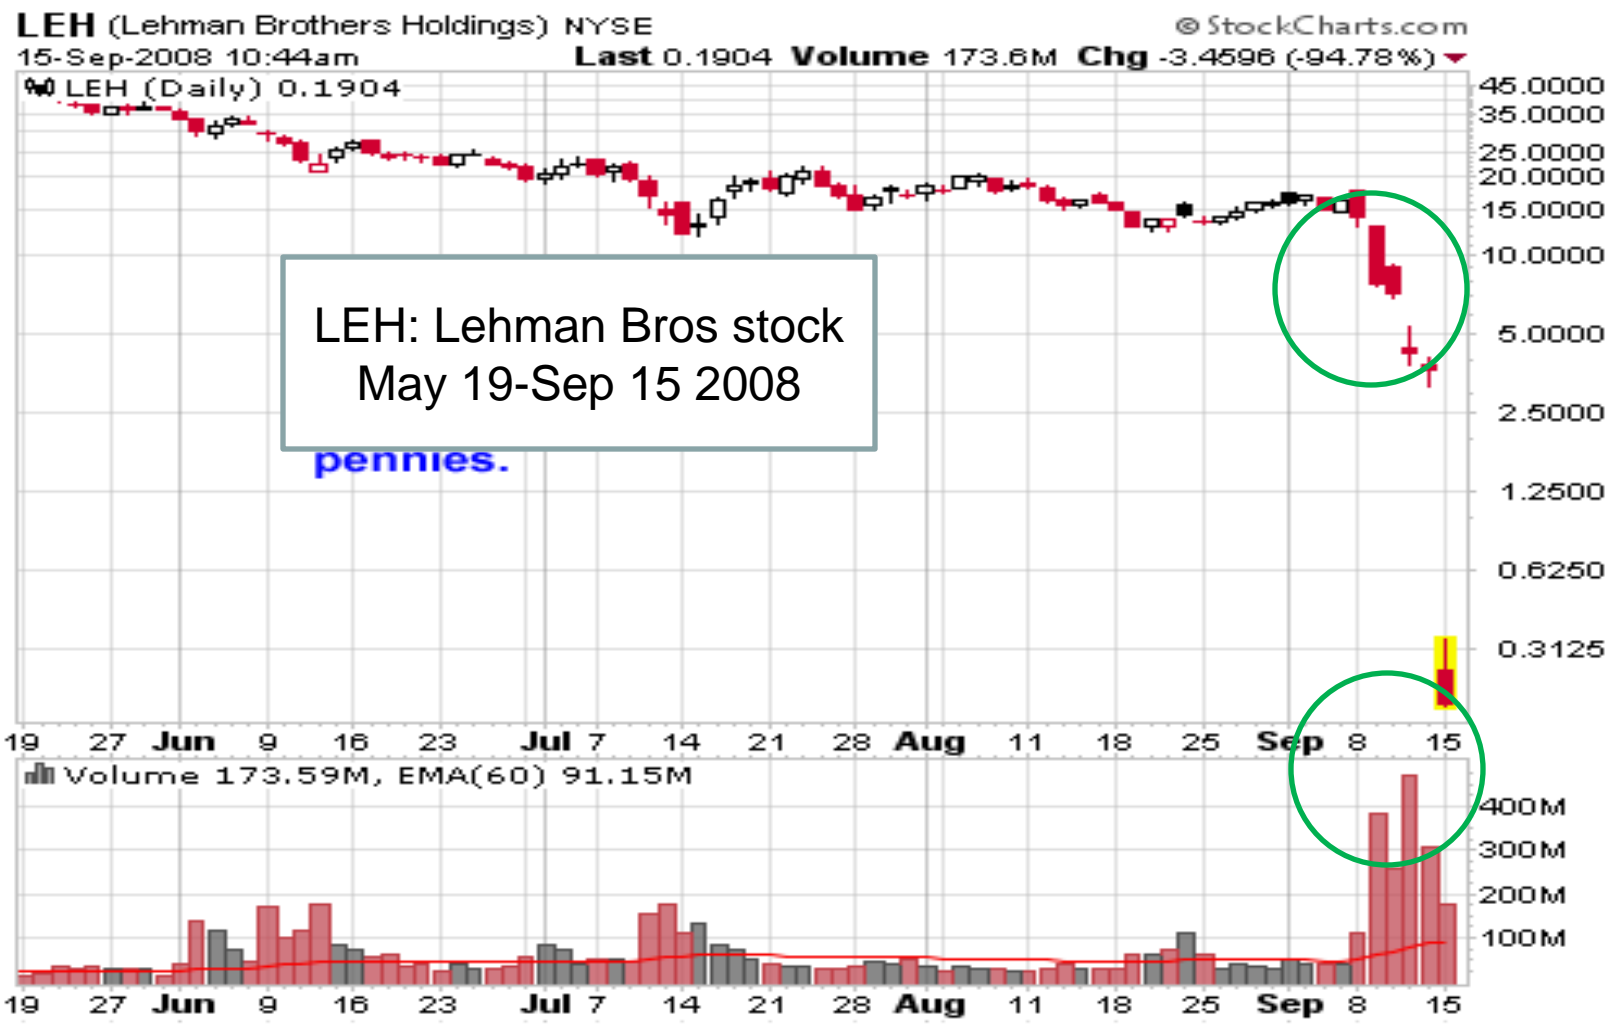 LEH (Lehman Brothers Holdings) NYSE © StockCharts.com
15-Sep-2008 10:44am Last 0.1904 Volume 173.6M Chg -3.4596 (-94.78%)
LEH (Daily) 0.1904
45.0000
35.0000
25.0000
20.0000
15.0000
10.0000
5.0000
2.5000
1.2500
0.6250
0.3125
LEH: Lehman Bros stock
May 19-Sep 15 2008
pennies.
19 27 Jun 9 16 23 Jul 7 14 21 28 Aug 11 18 25 Sep 8 15
Volume 173.59M, EMA(60) 91.15M
400M
300M
200M
100M
19 27 Jun 9 16 23 Jul 7 14 21 28 Aug 11 18 25 Sep 8 15